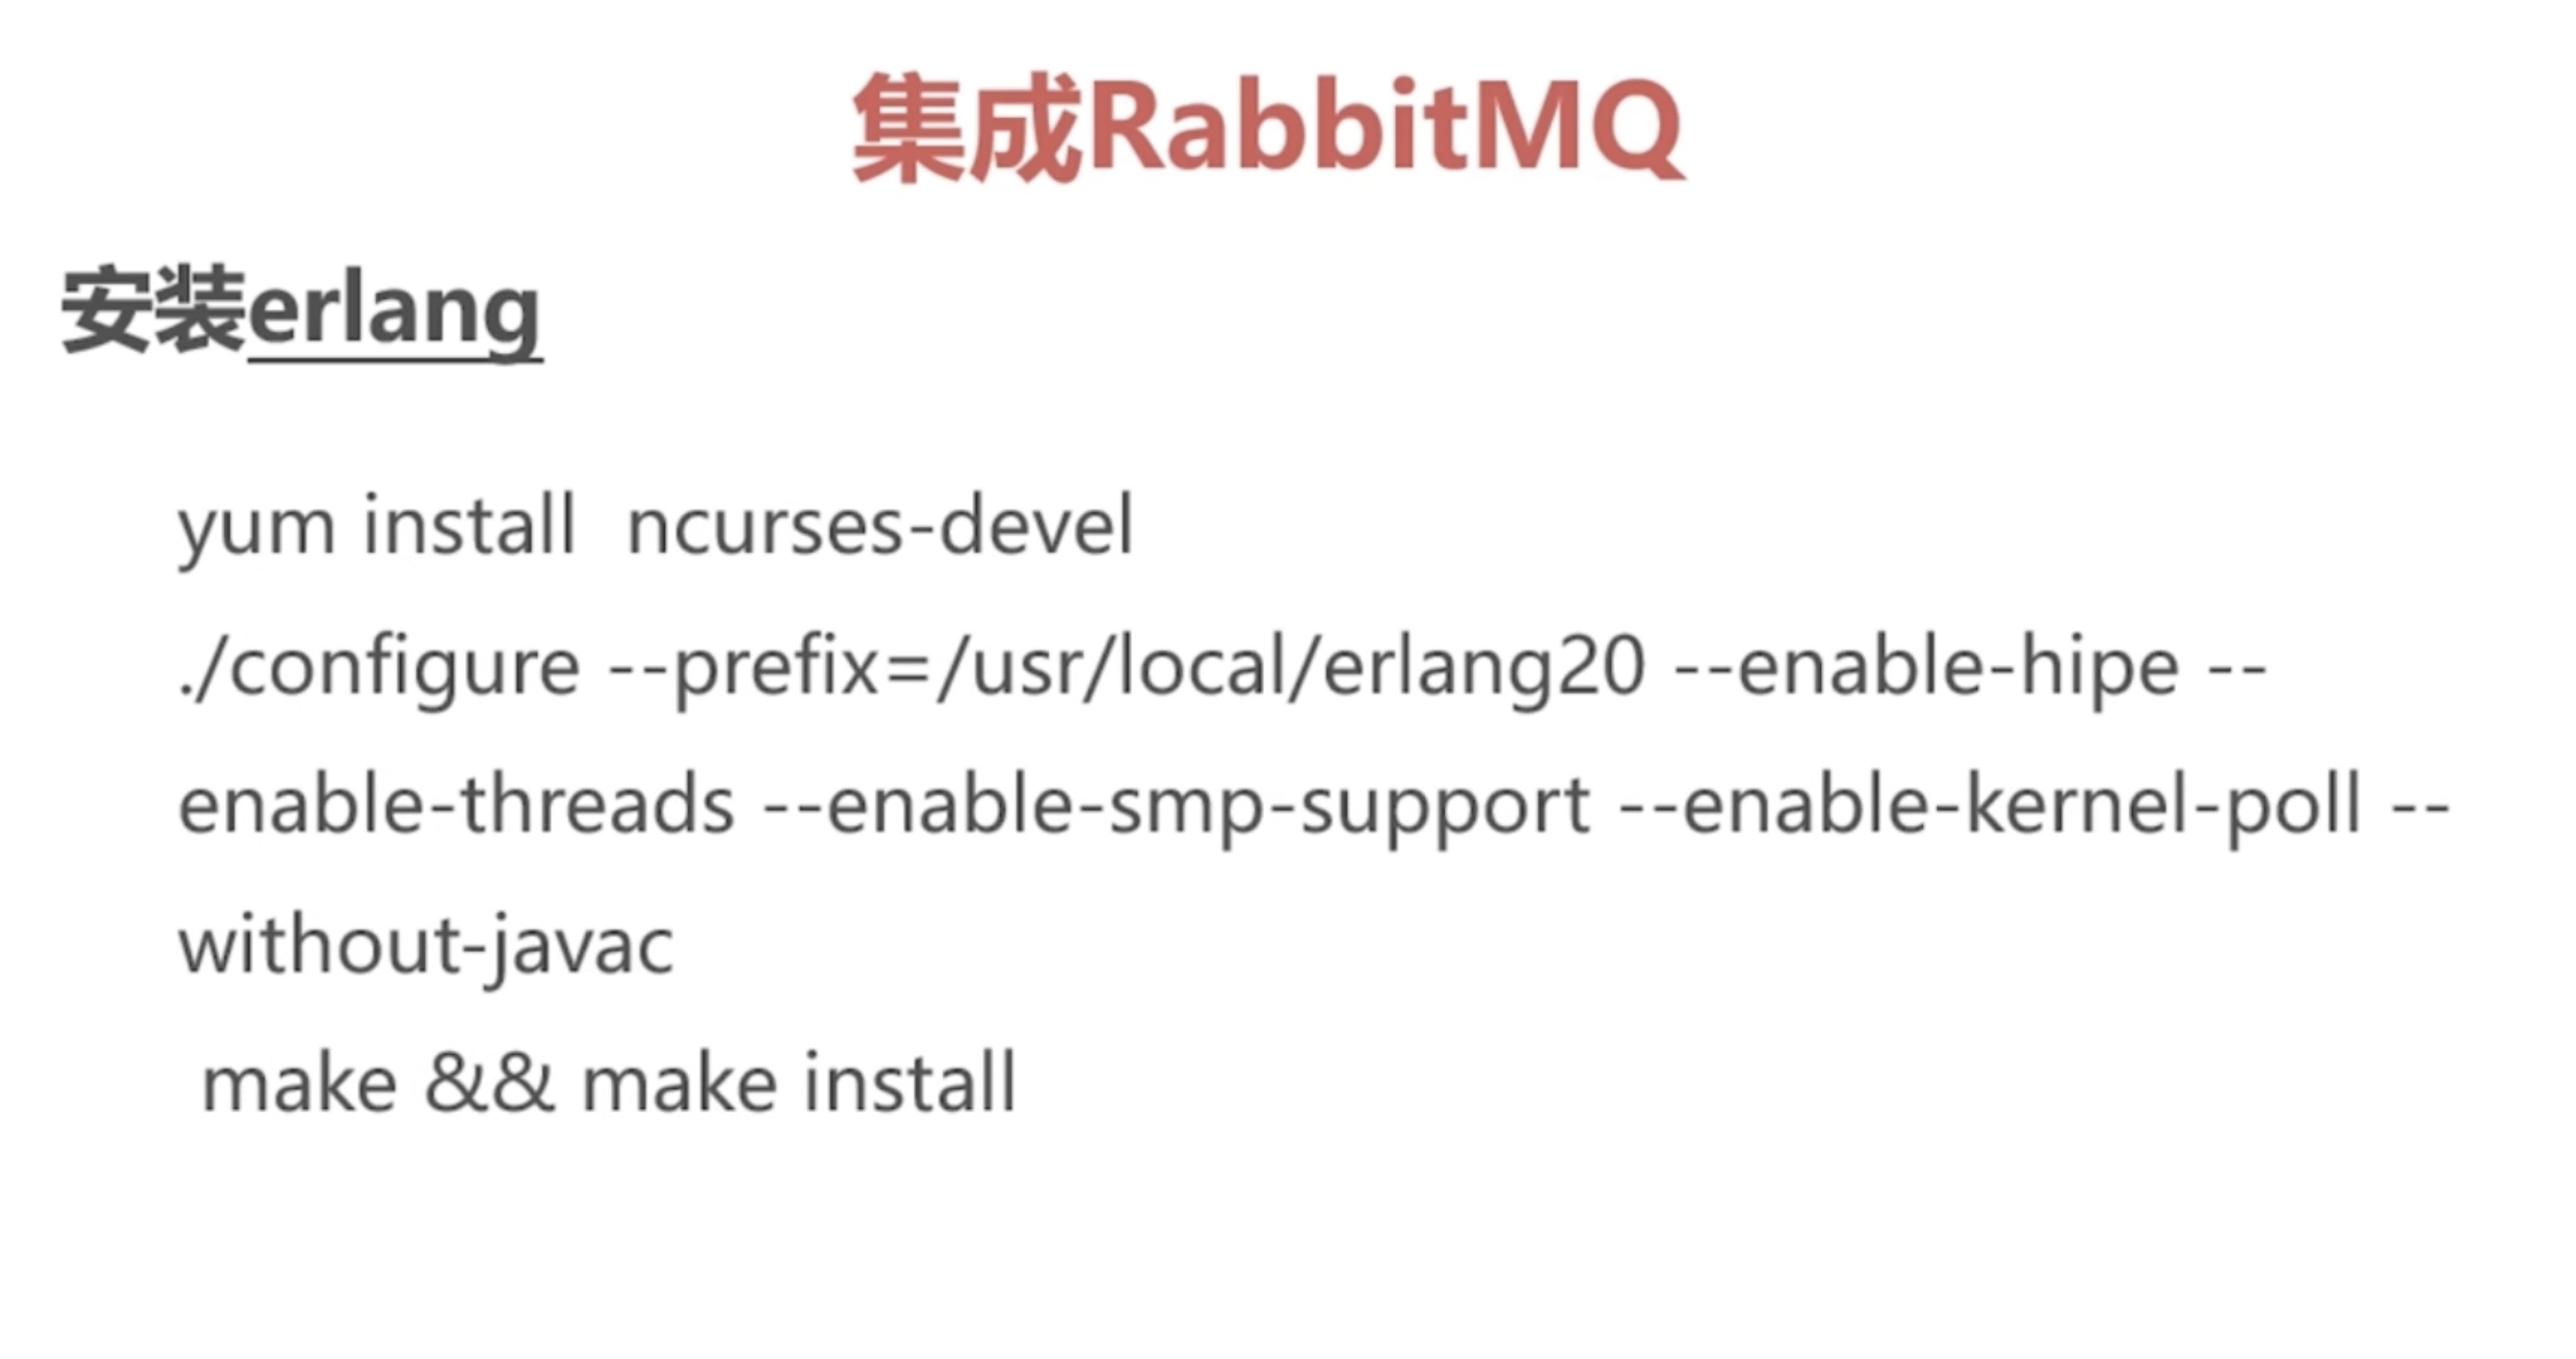 集成RabbitMQ
安装erlang
yum install  ncurses-devel
./configure --prefix=/usr/local/erlang20 --enable-hipe --
enable-threads --enable-smp-support --enable-kernel-poll --
without-javac
make && make install